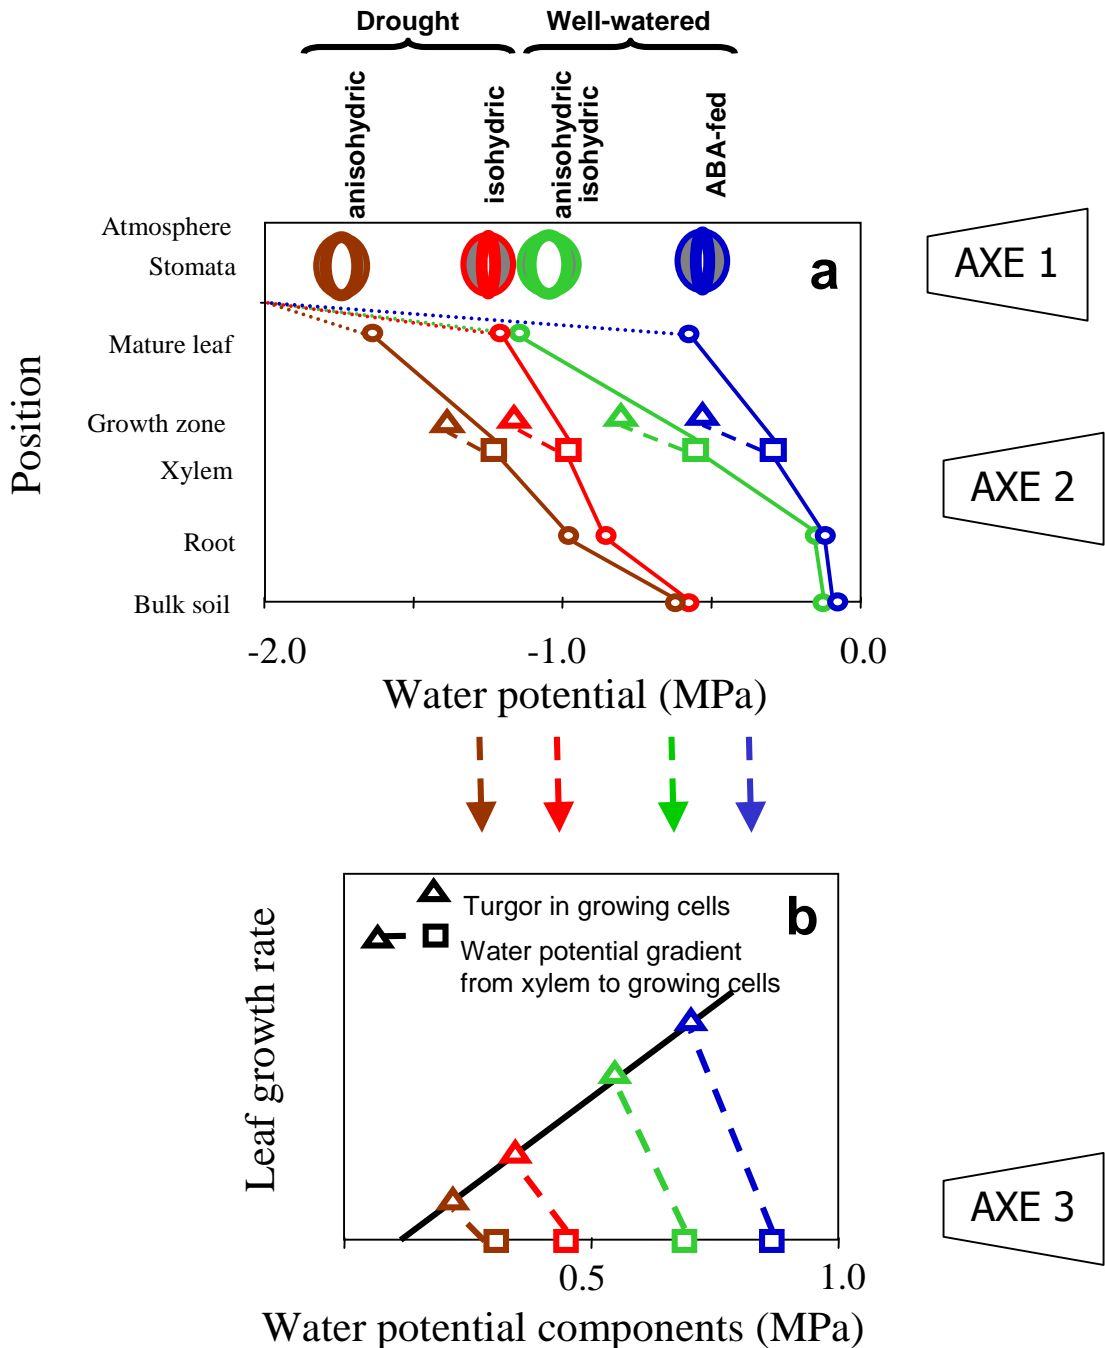 Drought Well-watered
anisohydric
isohydric
anisohydric
isohydric
ABA-fed
Atmosphere
Stomata
Mature leaf
Growth zone
Xylem
Root
Bulk soil
Position
a
AXE 1
AXE 2
-2.0 -1.0 0.0
Water potential (MPa)
b
Turgor in growing cells
Water potential gradient
from xylem to growing cells
Leaf growth rate
AXE 3
0.5 1.0
Water potential components (MPa)